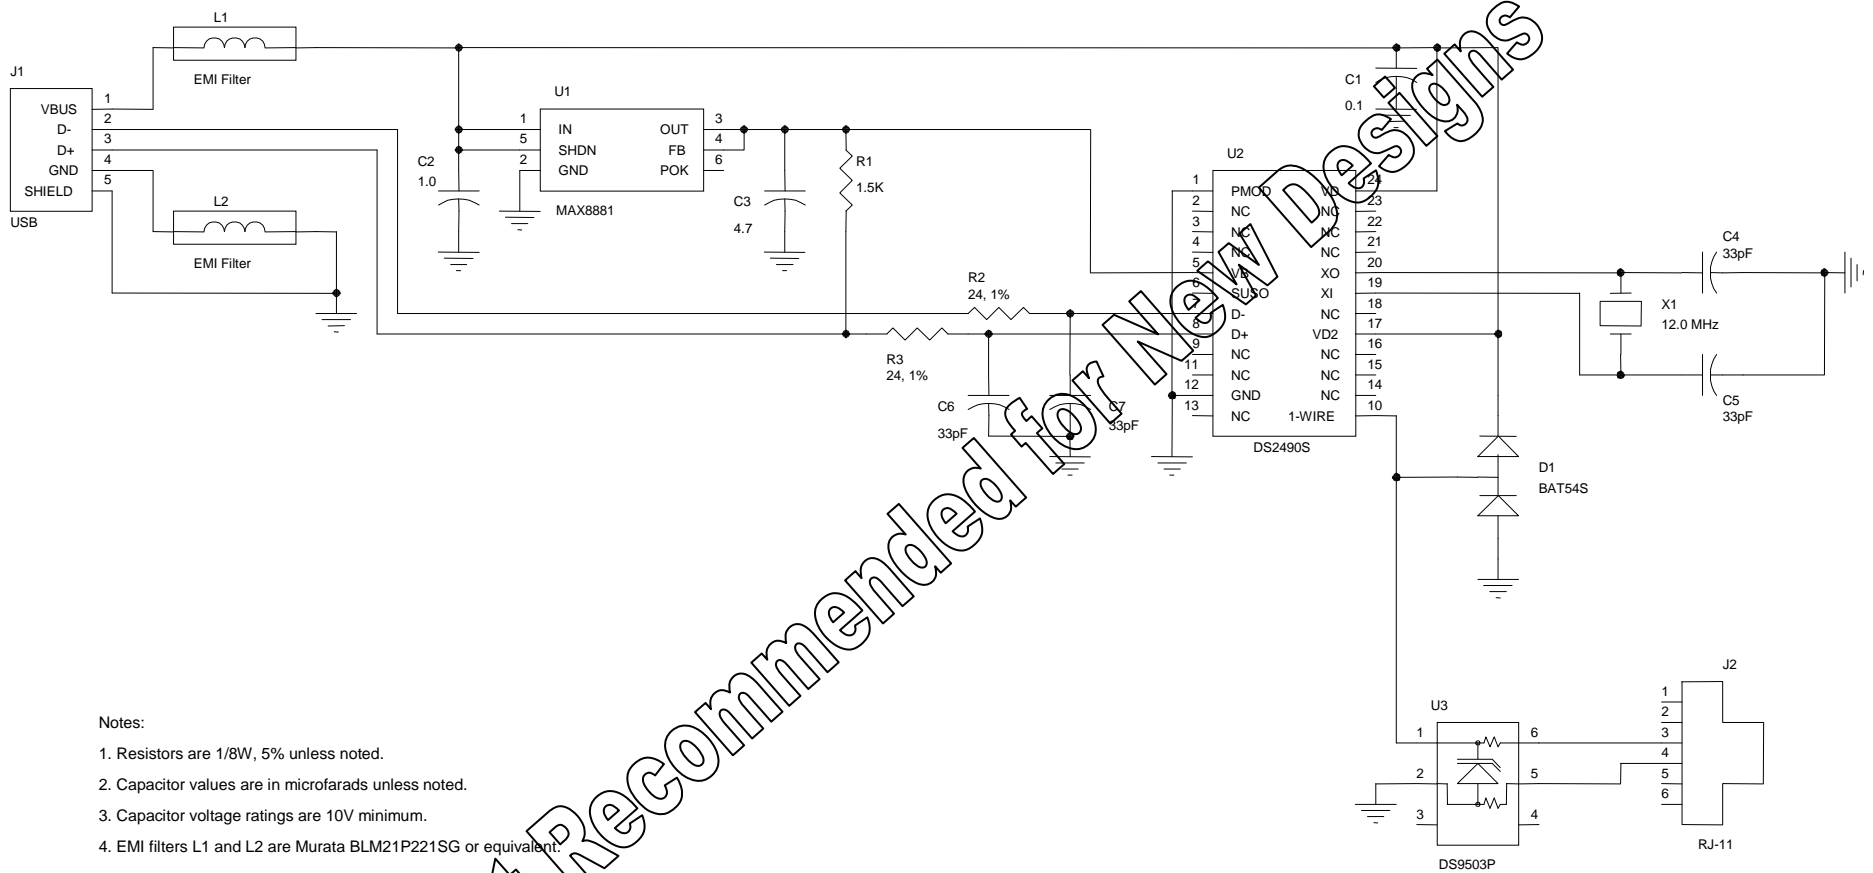 L1
EMI Filter
J1
VBUS 1
D- 2
D+ 3
GND 4
SHIELD 5
USB
L2
EMI Filter
C2
1.0
U1
1 IN OUT 3
5 SHDN FB 4
2 GND POK 6
MAX8881
C3
4.7
R1
1.5K
R2
24, 1%
R3
24, 1%
C6
33pF
C7
33pF
C1
0.1
U2
1 PMOD VD 24
2 NC NC 23
3 NC NC 22
4 NC NC 21
5 VB XO 20
6 SUSO XI 19
7 D- NC 18
8 D+ VD2 17
9 NC NC 16
11 NC NC 15
12 GND NC 14
13 NC 1-WIRE 10
DS2490S
C4
33pF
X1
12.0 MHz
C5
33pF
D1
BAT54S
J2
1
2
3
4
5
6
RJ-11
U3
1 6
2 5
3 4
DS9503P
Notes:
1. Resistors are 1/8W, 5% unless noted.
2. Capacitor values are in microfarads unless noted.
3. Capacitor voltage ratings are 10V minimum.
4. EMI filters L1 and L2 are Murata BLM21P221SG or equivalent.
Recommended for New Designs